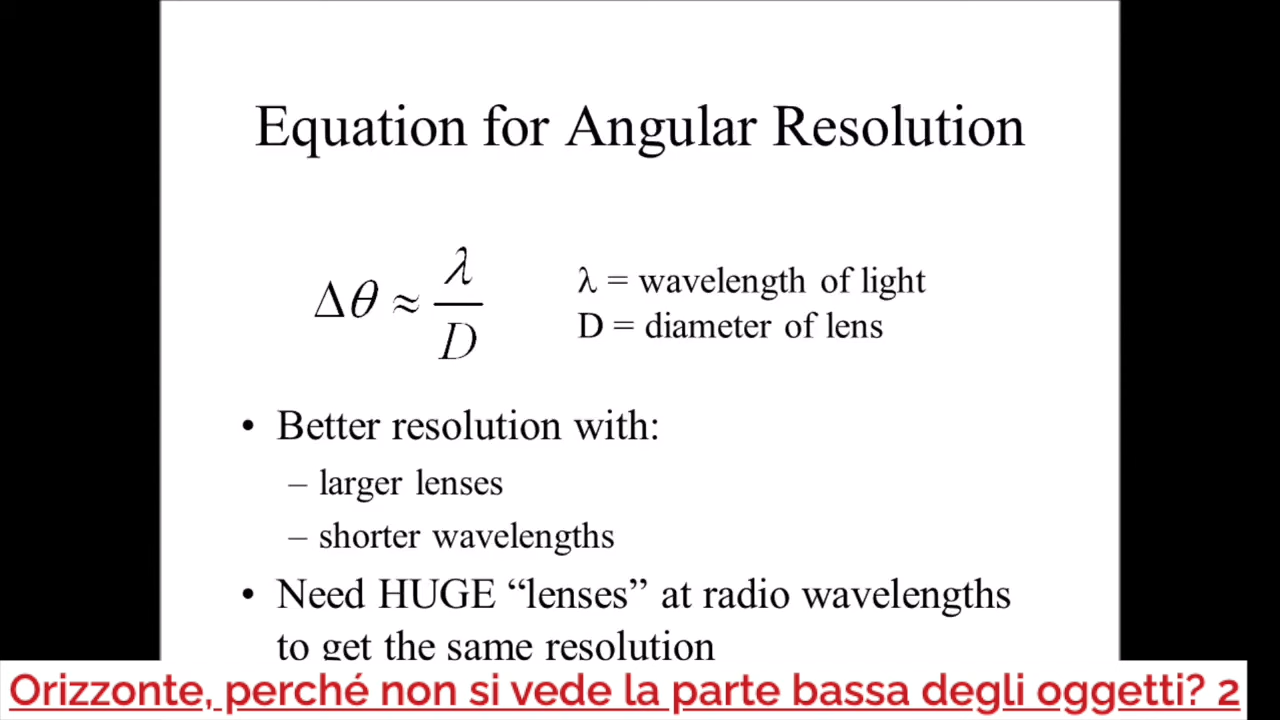 Equation for Angular Resolution
Δθ ≈ λ/D
λ = wavelength of light
D = diameter of lens
• Better resolution with:
– larger lenses
– shorter wavelengths
• Need HUGE “lenses” at radio wavelengths
to get the same resolution
Orizzonte, perché non si vede la parte bassa degli oggetti? 2